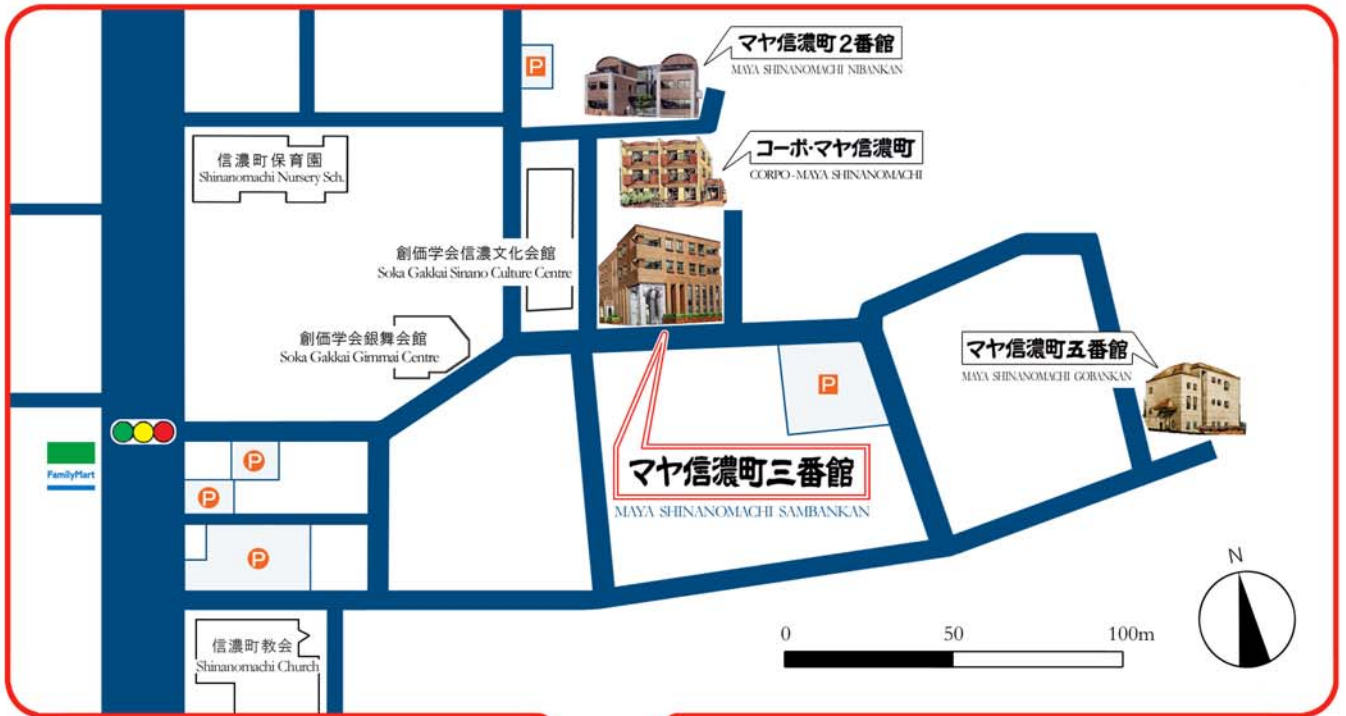 マヤ信濃町2番館
MAYA SHINANOMACHI NIBANKAN
P
コーポ・マヤ信濃町
CORPO-MAYA SHINANOMACHI
信濃町保育園
Shinanomachi Nursery Sch.
創価学会信濃文化会館
Soka Gakkai Sinano Culture Centre
創価学会銀舞会館
Soka Gakkai Gimmai Centre
マヤ信濃町五番館
MAYA SHINANOMACHI GOBANKAN
P
FamilyMart
P
P
マヤ信濃町三番館
MAYA SHINANOMACHI SAMBANKAN
P
N
信濃町教会
Shinanomachi Church
0 50 100m